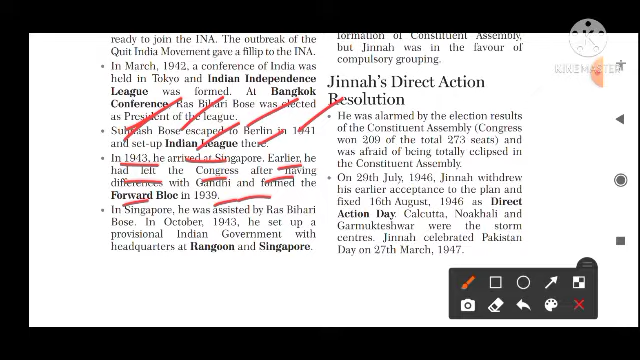 ready to join the INA. The outbreak of the
Quit India Movement gave a fillip to the INA.
• In March, 1942, a conference of India was
held in Tokyo and Indian Independence
League was formed. At Bangkok
Conference, Ras Bihari Bose was elected
as President of the league.
• Subhash Bose escaped to Berlin in 1941
and set-up Indian League there.
• In 1943, he arrived at Singapore. Earlier, he
had left the Congress after having
differences with Gandhi and formed the
Forward Bloc in 1939.
• In Singapore, he was assisted by Ras Bihari
Bose. In October, 1943, he set up a
provisional Indian Government with
headquarters at Rangoon and Singapore.
formation of Constituent Assembly,
but Jinnah was in the favour of
compulsory grouping.
Jinnah's Direct Action
Resolution
• He was alarmed by the election results
of the Constituent Assembly (Congress
won 209 of the total 273 seats) and
was afraid of being totally eclipsed in
the Constituent Assembly.
• On 29th July, 1946, Jinnah withdrew
his earlier acceptance to the plan and
fixed 16th August, 1946 as Direct
Action Day. Calcutta, Noakhali and
Garmukteshwar were the storm
centres. Jinnah celebrated Pakistan
Day on 27th March, 1947.
Made with
KINEMASTER